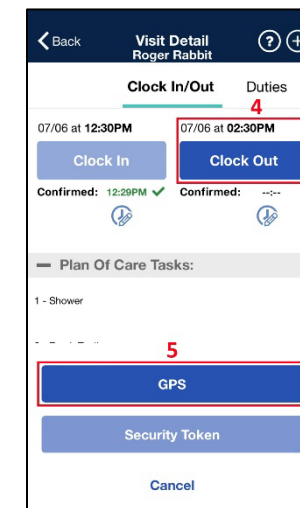 Back Visit Detail ?
Roger Rabbit
Clock In/Out Duties
4
07/06 at 12:30PM 07/06 at 02:30PM
Clock In Clock Out
Confirmed: 12:29PM ✓ Confirmed: --:--
Plan Of Care Tasks:
1 - Shower
5
GPS
Security Token
Cancel